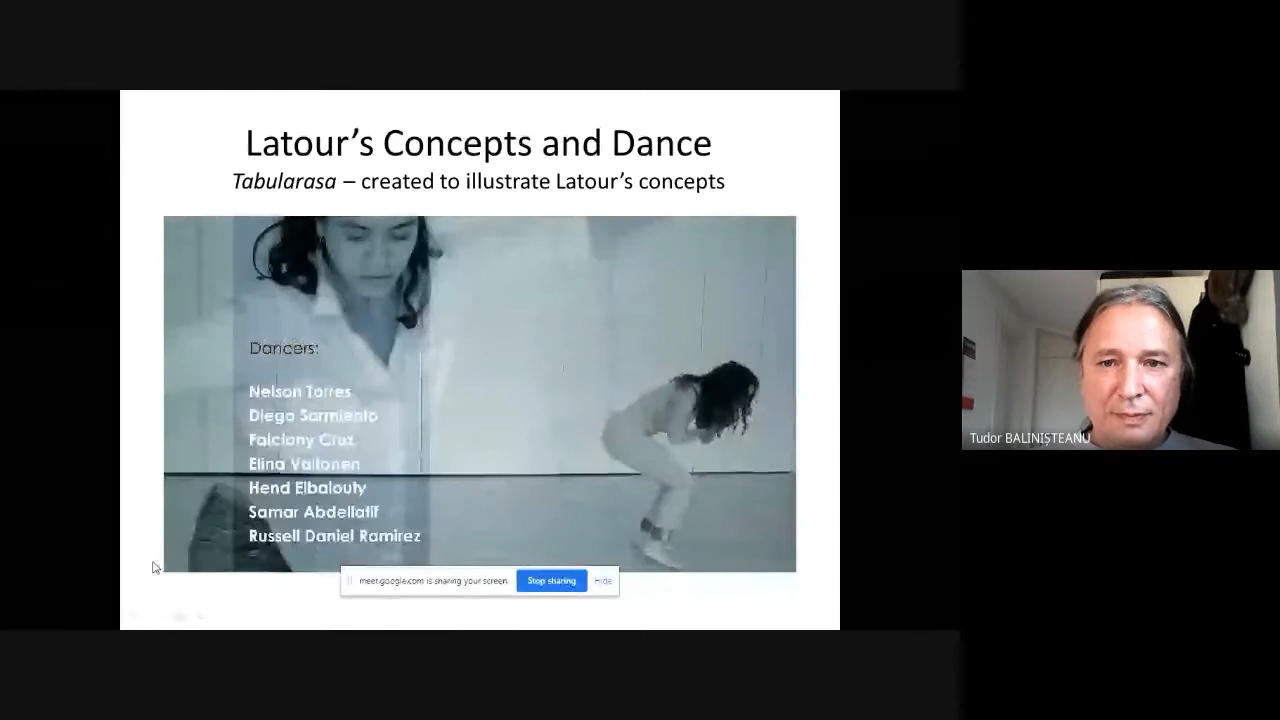 Latour’s Concepts and Dance
Tabularasa – created to illustrate Latour’s concepts
Dancers:
Nelson Torres
Diego Sarmiento
Falciony Cruz
Elina Valtonen
Hend Elbalouty
Samar Abdellatif
Russell Daniel Ramirez
meet.google.com is sharing your screen.
Stop sharing
Hide
Tudor BALINIȘTEANU